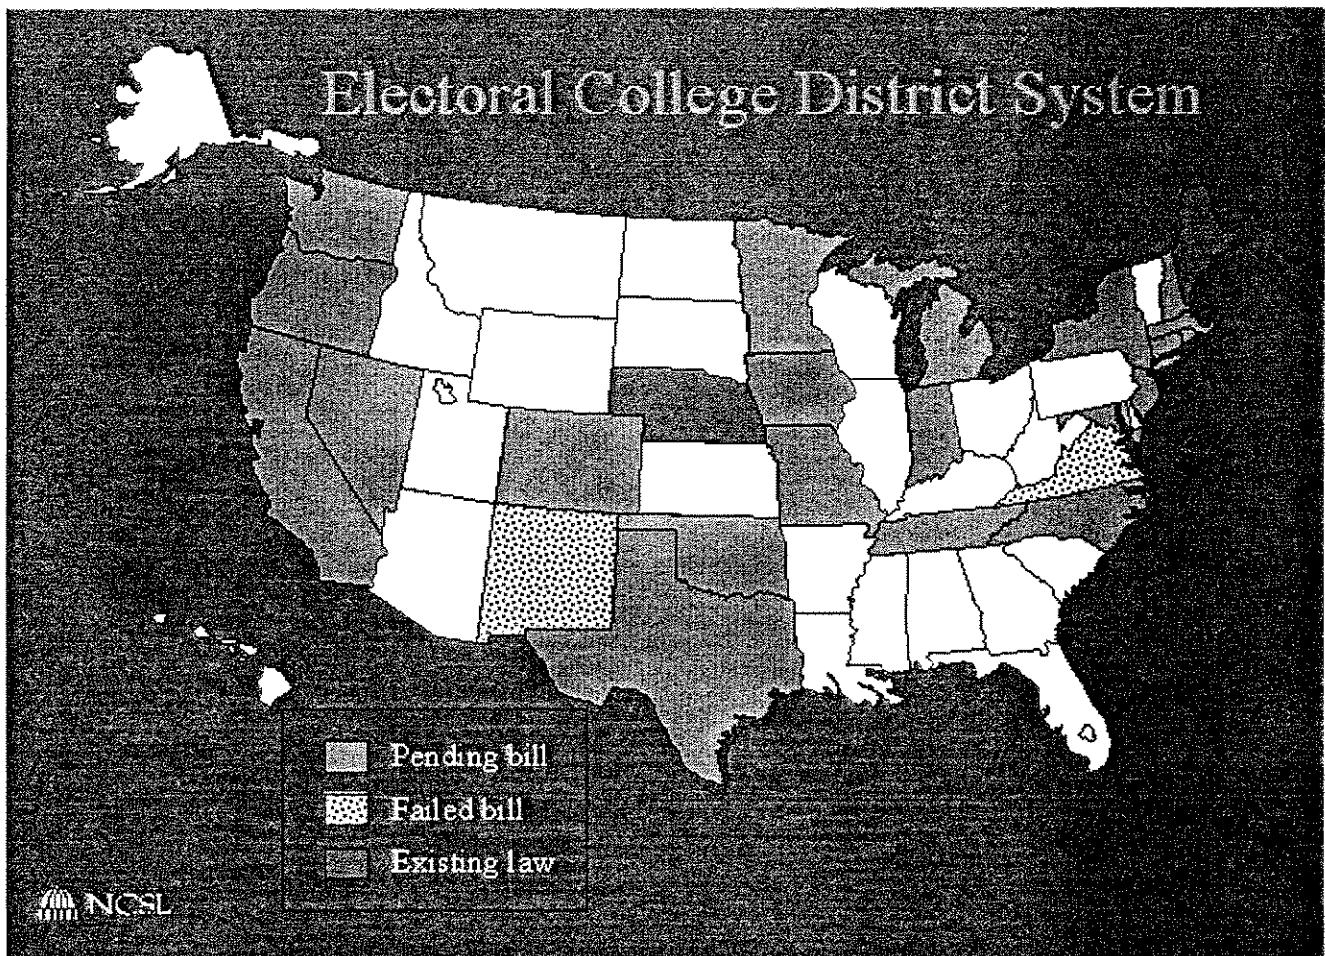 Electoral College District System
Pending bill
Failed bill
Existing law
NCSL